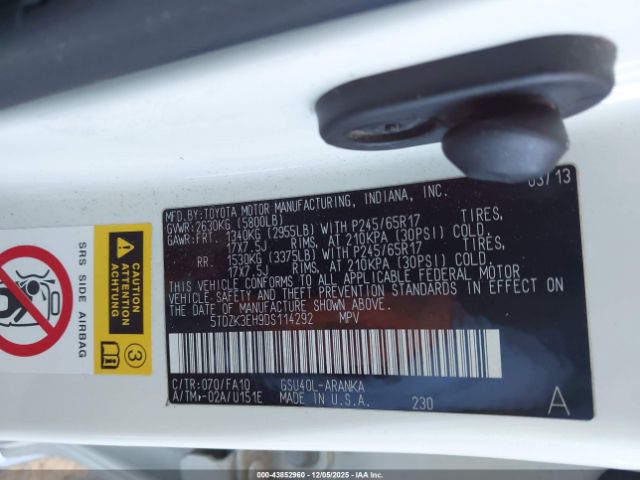 WARNING
ACHTUNG
SRS SIDE AIRBAG
3
03/13
MFD.BY:TOYOTA MOTOR MANUFACTURING, INDIANA, INC.
GVWR:2630KG (5800LB)
GAWR:FRT. 1340KG (2955LB) WITH P245/65R17 TIRES,
17X7.5J RIMS, AT 210KPA (30PSI) COLD.
RR. 1530KG (3375LB) WITH P245/65R17 TIRES,
17X7.5J RIMS, AT 210KPA (30PSI) COLD.
THIS VEHICLE CONFORMS TO ALL APPLICABLE FEDERAL MOTOR
VEHICLE SAFETY AND THEFT PREVENTION STANDARDS IN EFFECT ON
THE DATE OF MANUFACTURE SHOWN ABOVE.
5TDZK3EH9DS114292 MPV
C/TR:070/FA10 GSU40L-ARANKA
A/TM:-02A/U151E MADE IN U.S.A. 230 A
000-43852960 - 12/05/2025 - IAAI.COM